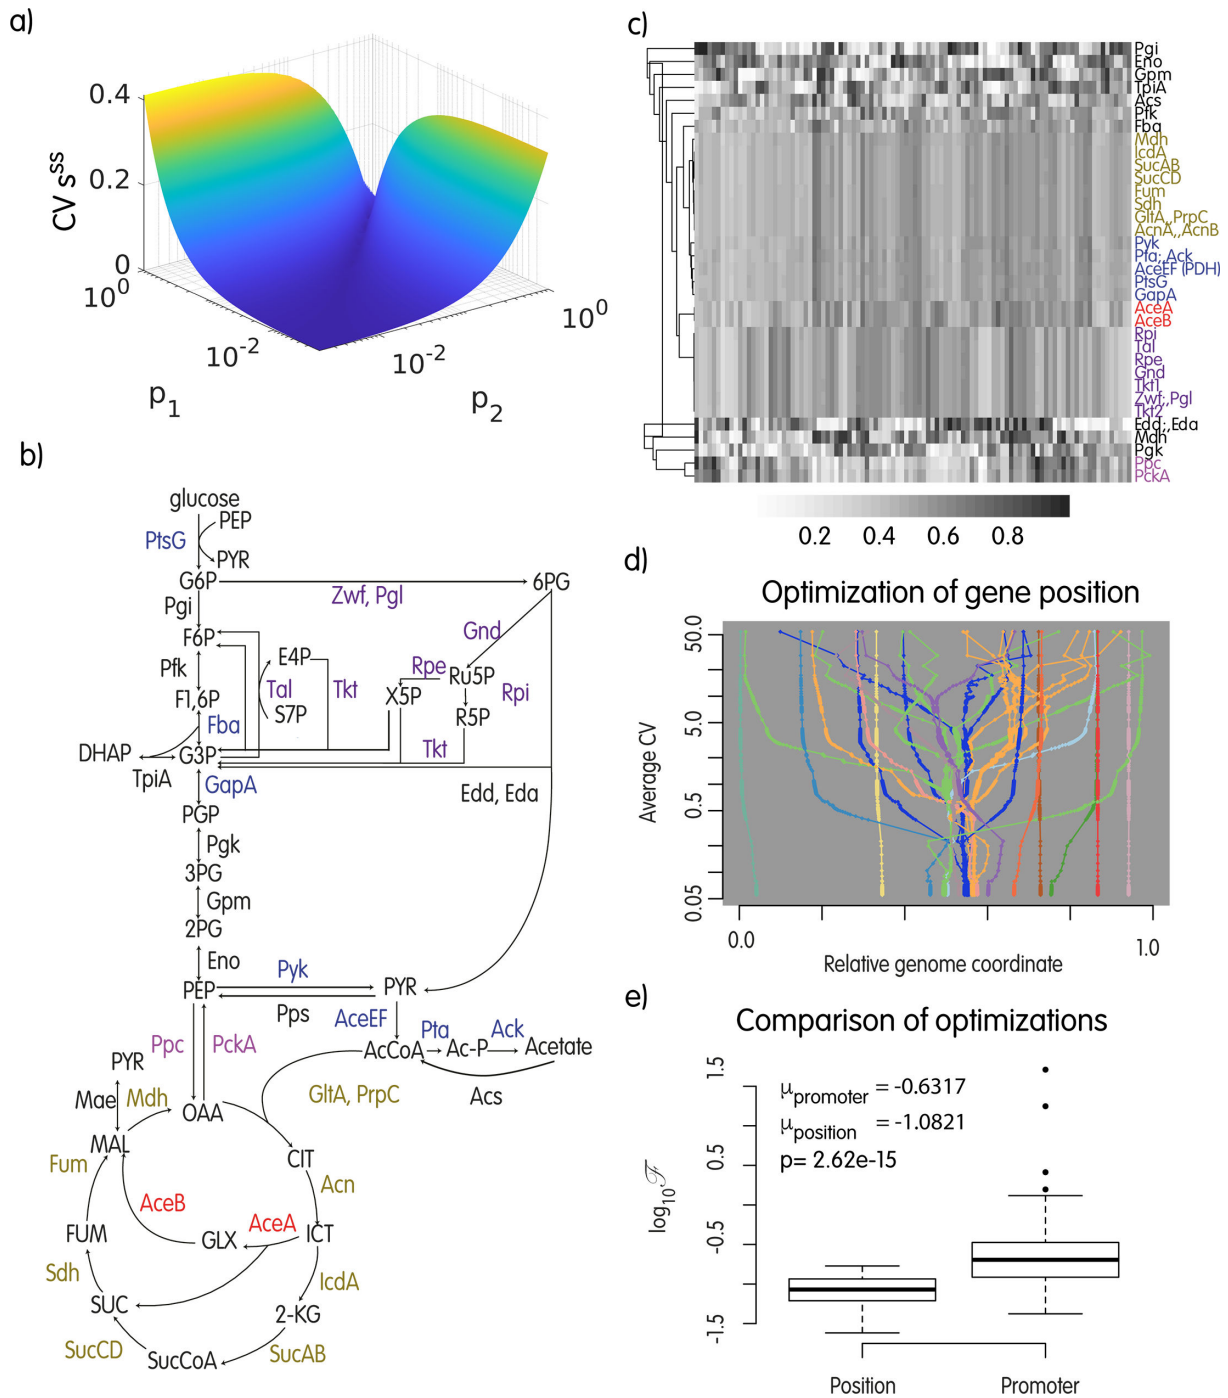 a)
CV s^ss
0.4
0.2
0
10^0
10^-2
p_1
10^-2
10^0
p_2
b)
glucose
PEP
PtsG
PYR
G6P
6PG
Zwf, Pgl
Pgi
Gnd
F6P
E4P
Rpe
Ru5P
Pfk
Tal
Tkt
X5P
Rpi
F1,6P
S7P
R5P
Fba
DHAP
G3P
Tkt
TpiA
GapA
Edd, Eda
PGP
Pgk
3PG
Gpm
2PG
Eno
Pyk
PEP
PYR
Pps
AceEF
Pta
Ack
Ppc
PckA
AcCoA
Ac-P
Acetate
PYR
Mae
Mdh
GltA, PrpC
Acs
OAA
MAL
CIT
Fum
Acn
AceB
AceA
FUM
GLX
ICT
Sdh
IcdA
SUC
2-KG
SucCD
SucCoA
SucAB
c)
Pgi
Eno
Gpm
TpiA
Acs
Pfk
Fba
Mdh
IcdA
SucAB
SucCD
Fum
Sdh
GltA,,PrpC
AcnA,,AcnB
Pyk
Pta;,Ack
AceEF (PDH)
PtsG
GapA
AceA
AceB
Rpi
Tal
Rpe
Gnd
Tkt1
Zwf;,Pgl
Tkt2
Edd;,Eda
Mdh
Pgk
Ppc
PckA
0.2 0.4 0.6 0.8
d)
Optimization of gene position
Average CV
50.0
5.0
0.5
0.05
0.0
1.0
Relative genome coordinate
e)
Comparison of optimizations
log_10 ℱ
1.5
0.5
-0.5
-1.5
μ_promoter = -0.6317
μ_position = -1.0821
p= 2.62e-15
Position
Promoter